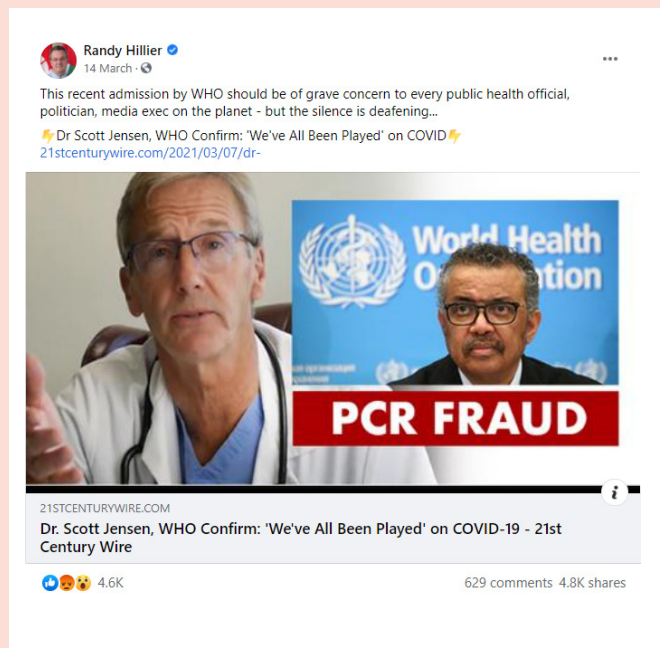 Randy Hillier
14 March ·
This recent admission by WHO should be of grave concern to every public health official,
politician, media exec on the planet - but the silence is deafening...
⚡Dr Scott Jensen, WHO Confirm: 'We've All Been Played' on COVID⚡
21stcenturywire.com/2021/03/07/dr-
World Health
Organization
PCR FRAUD
21STCENTURYWIRE.COM
Dr. Scott Jensen, WHO Confirm: 'We've All Been Played' on COVID-19 - 21st
Century Wire
4.6K
629 comments 4.8K shares